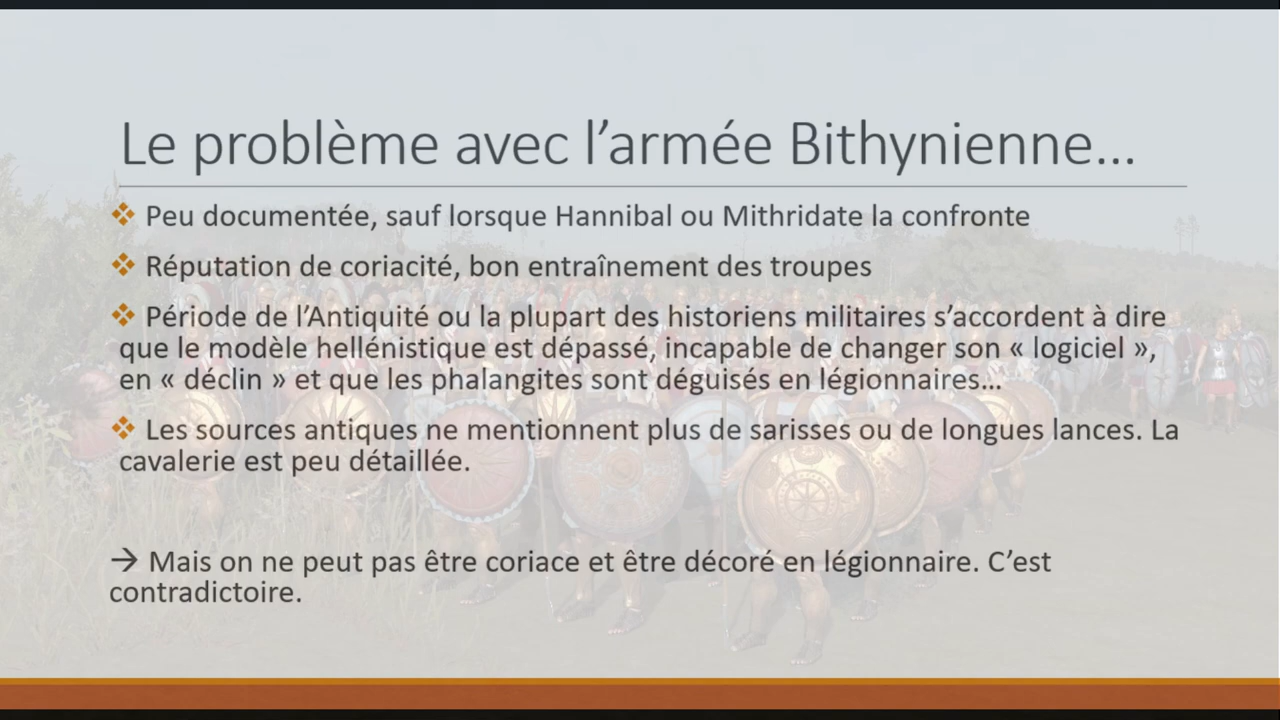 Le problème avec l’armée Bithynienne…
❖ Peu documentée, sauf lorsque Hannibal ou Mithridate la confronte
❖ Réputation de coriacité, bon entraînement des troupes
❖ Période de l’Antiquité ou la plupart des historiens militaires s’accordent à dire
que le modèle hellénistique est dépassé, incapable de changer son « logiciel »,
en « déclin » et que les phalangites sont déguisés en légionnaires…
❖ Les sources antiques ne mentionnent plus de sarisses ou de longues lances. La
cavalerie est peu détaillée.
→ Mais on ne peut pas être coriace et être décoré en légionnaire. C’est
contradictoire.